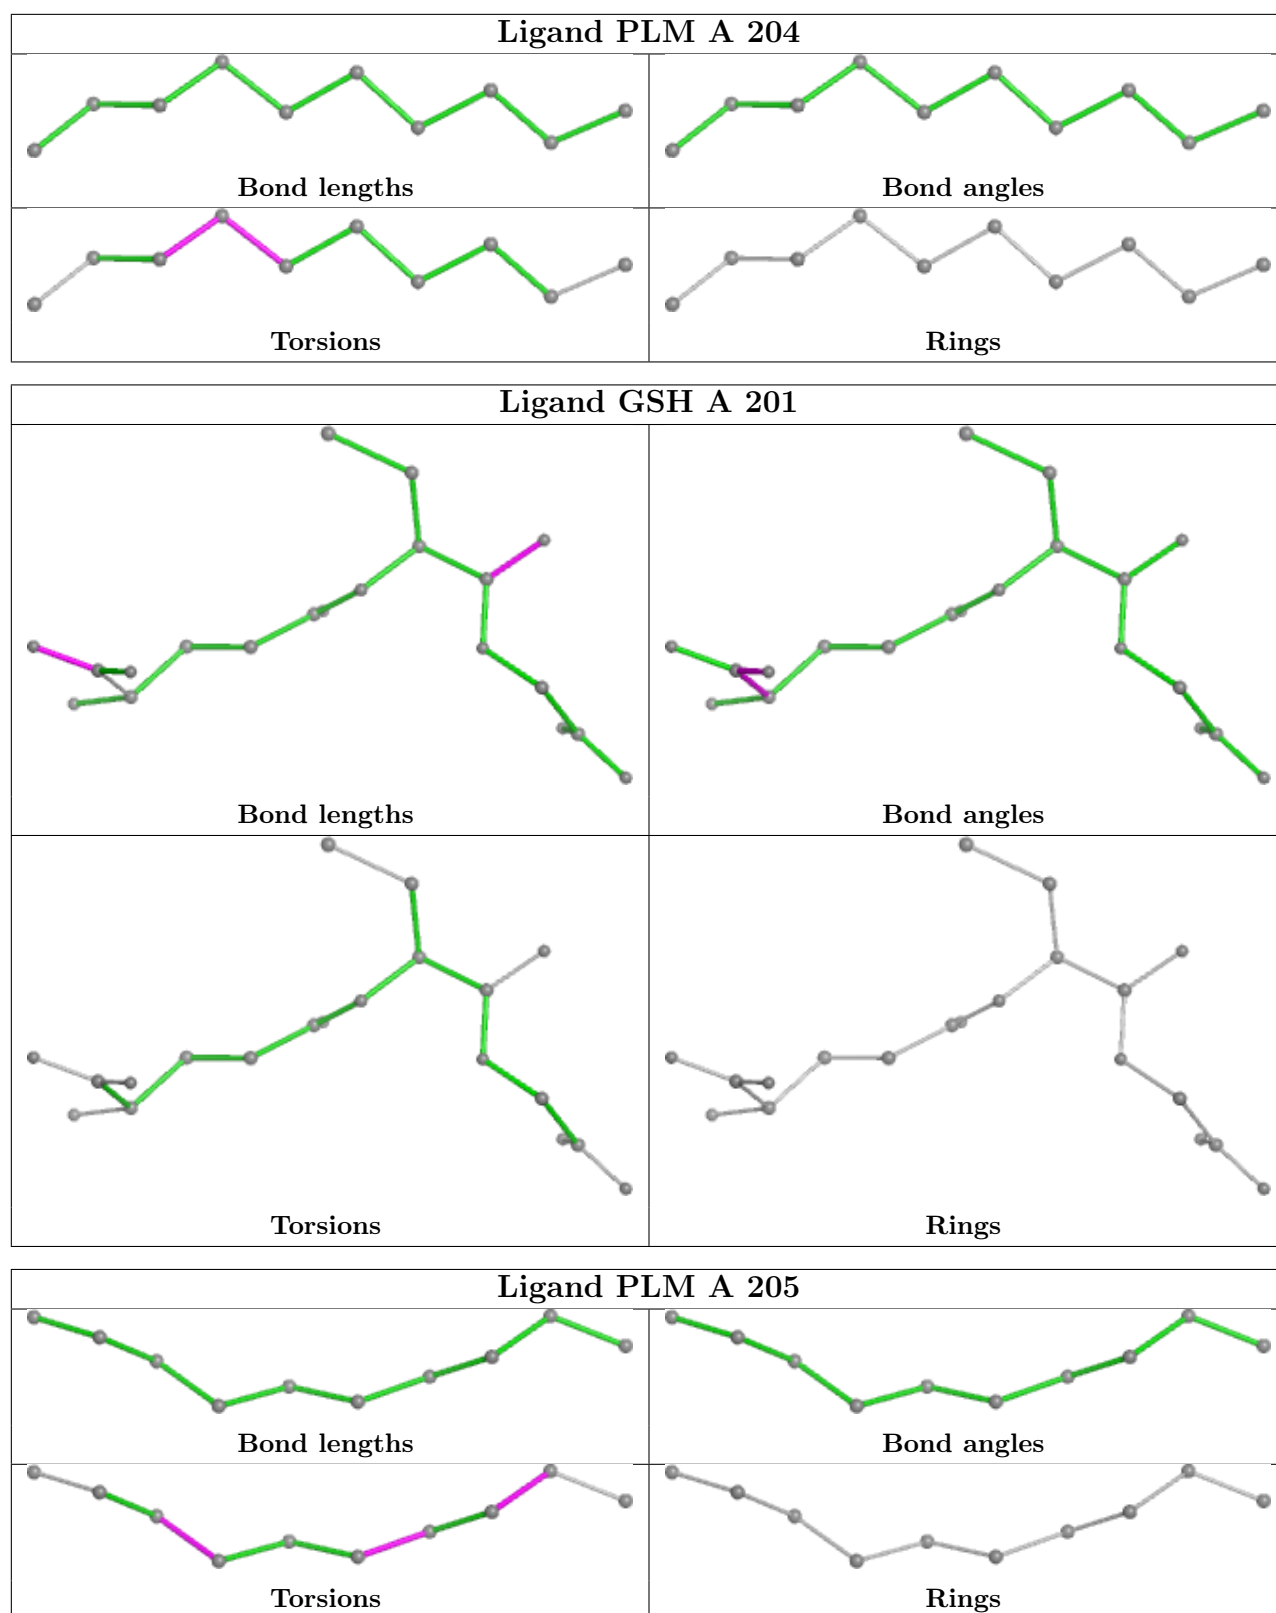 Ligand PLM A 204
Bond lengths
Bond angles
Torsions
Rings
Ligand GSH A 201
Bond lengths
Bond angles
Torsions
Rings
Ligand PLM A 205
Bond lengths
Bond angles
Torsions
Rings